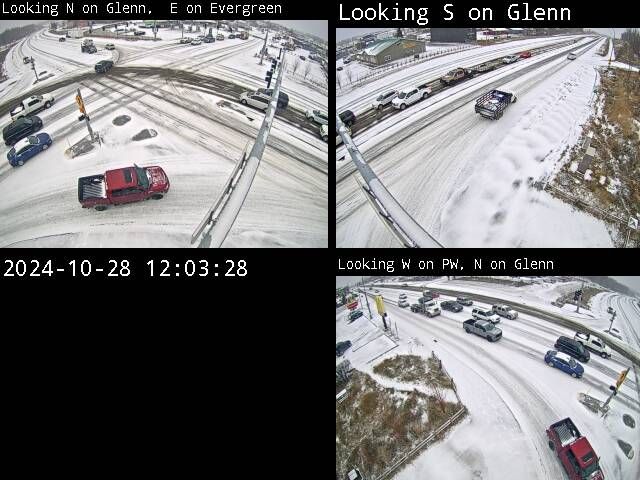 Looking N on Glenn,  E on Evergreen
Looking S on Glenn
2024-10-28 12:03:28
Looking W on PW, N on Glenn